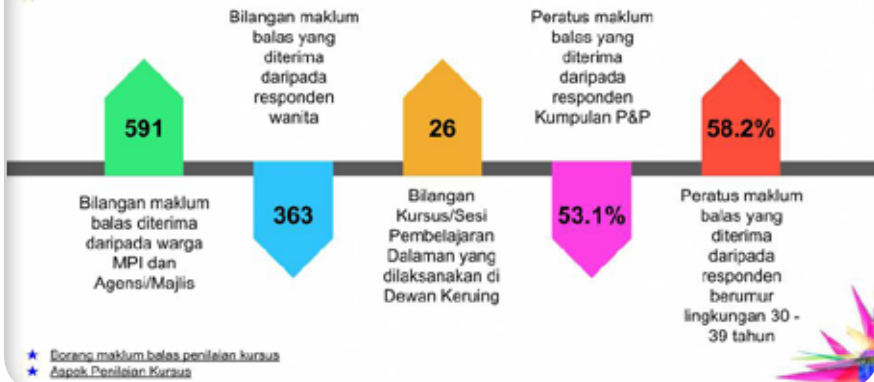 591
Bilangan maklum
balas diterima
daripada warga
MPI dan
Agensi/Majlis
Bilangan maklum
balas yang
diterima
daripada
responden
wanita
363
26
Bilangan
Kursus/Sesi
Pembelajaran
Dalaman yang
dilaksanakan di
Dewan Keruing
Peratus maklum
balas yang
diterima
daripada
responden
Kumpulan P&P
53.1%
58.2%
Peratus maklum
balas yang
diterima
daripada
responden
berumur
lingkungan 30 -
39 tahun
Borang maklum balas penilaian kursus
Aspek Penilaian Kursus